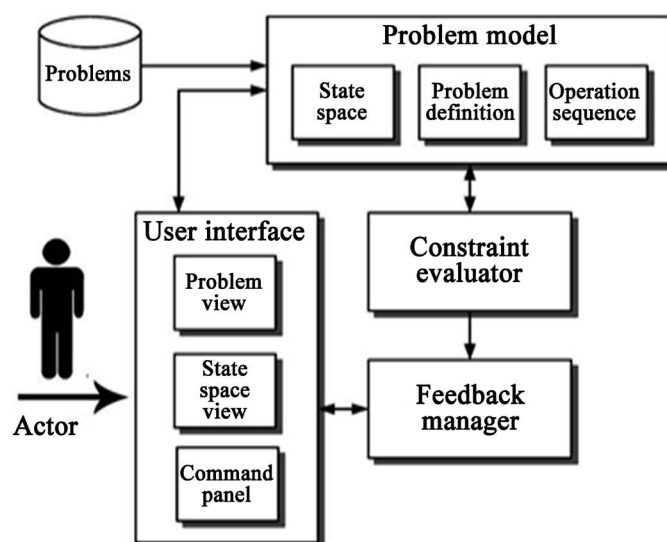 Problem model
Problems
State
space
Problem
definition
Operation
sequence
User interface
Problem
view
State
space
view
Command
panel
Constraint
evaluator
Feedback
manager
Actor